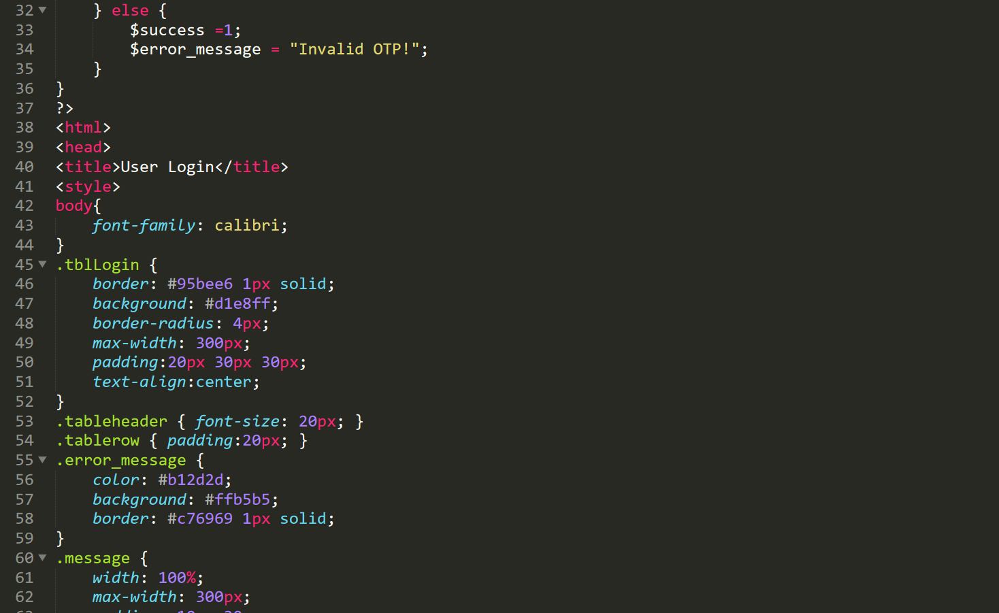 32 } else {
33 $success =1;
34 $error_message = "Invalid OTP!";
35 }
36 }
37 ?>
38 <html>
39 <head>
40 <title>User Login</title>
41 <style>
42 body{
43 font-family: calibri;
44 }
45 .tblLogin {
46 border: #95bee6 1px solid;
47 background: #d1e8ff;
48 border-radius: 4px;
49 max-width: 300px;
50 padding:20px 30px 30px;
51 text-align:center;
52 }
53 .tableheader { font-size: 20px; }
54 .tablerow { padding:20px; }
55 .error_message {
56 color: #b12d2d;
57 background: #ffb5b5;
58 border: #c76969 1px solid;
59 }
60 .message {
61 width: 100%;
62 max-width: 300px;